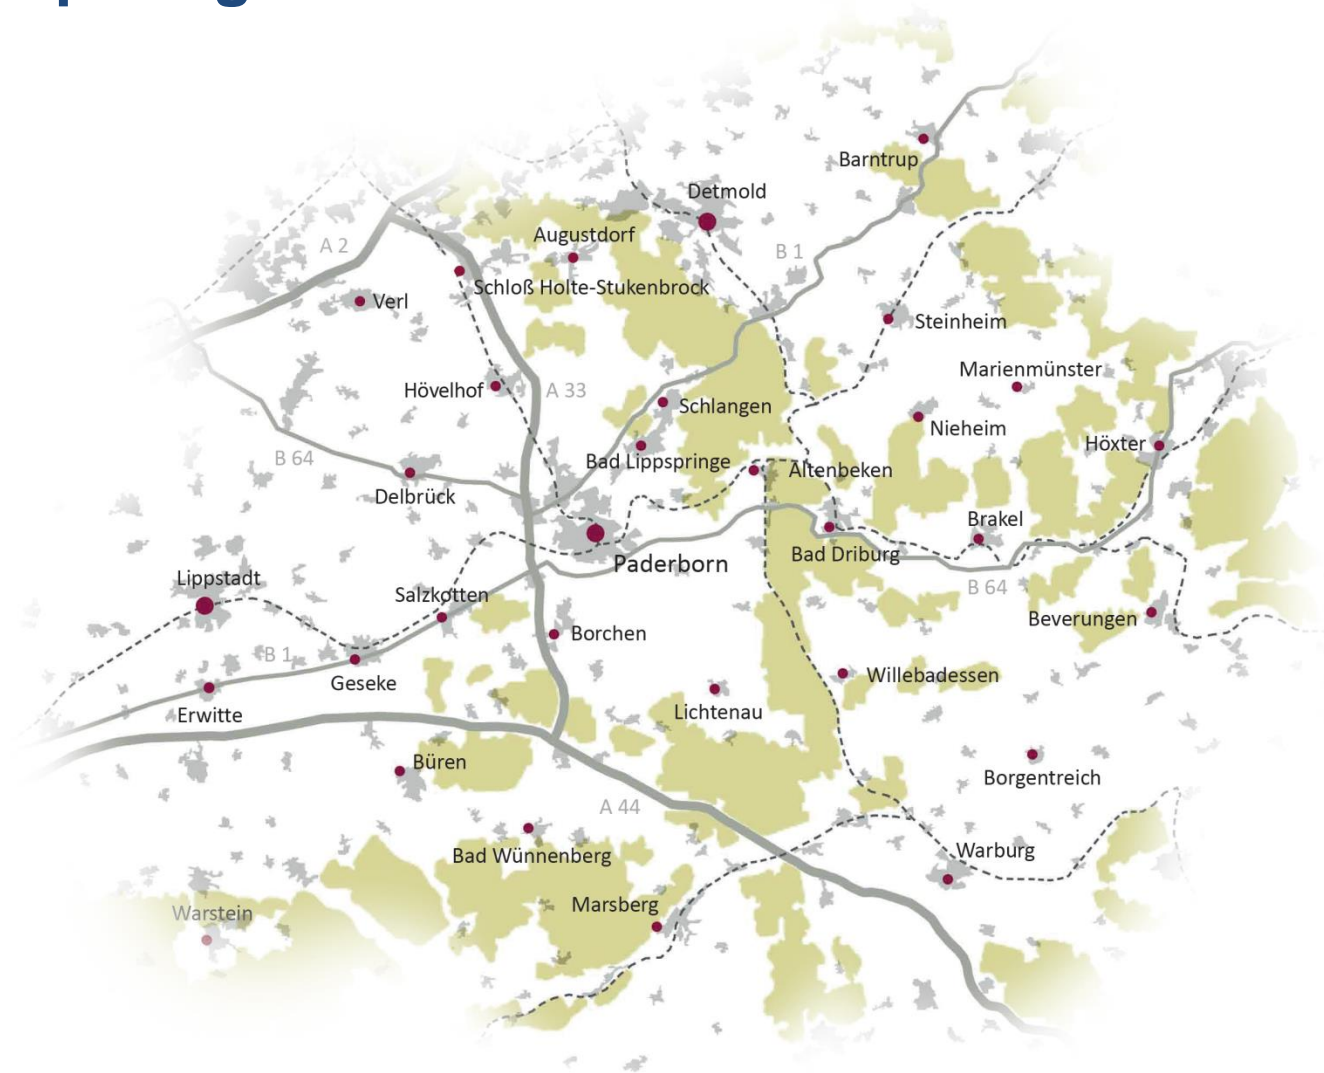 Barntrup
Detmold
Augustdorf
A 2
B 1
Schloß Holte-Stukenbrock
Verl
Steinheim
Marienmünster
Hövelhof
A 33
Schlangen
Nieheim
Höxter
B 64
Bad Lippspringe
Altenbeken
Delbrück
Brakel
Bad Driburg
Paderborn
Lippstadt
B 64
Salzkotten
Beverungen
Borchen
B 1
Geseke
Willebadessen
Erwitte
Lichtenau
Büren
Borgentreich
A 44
Bad Wünnenberg
Warburg
Marsberg
Warstein